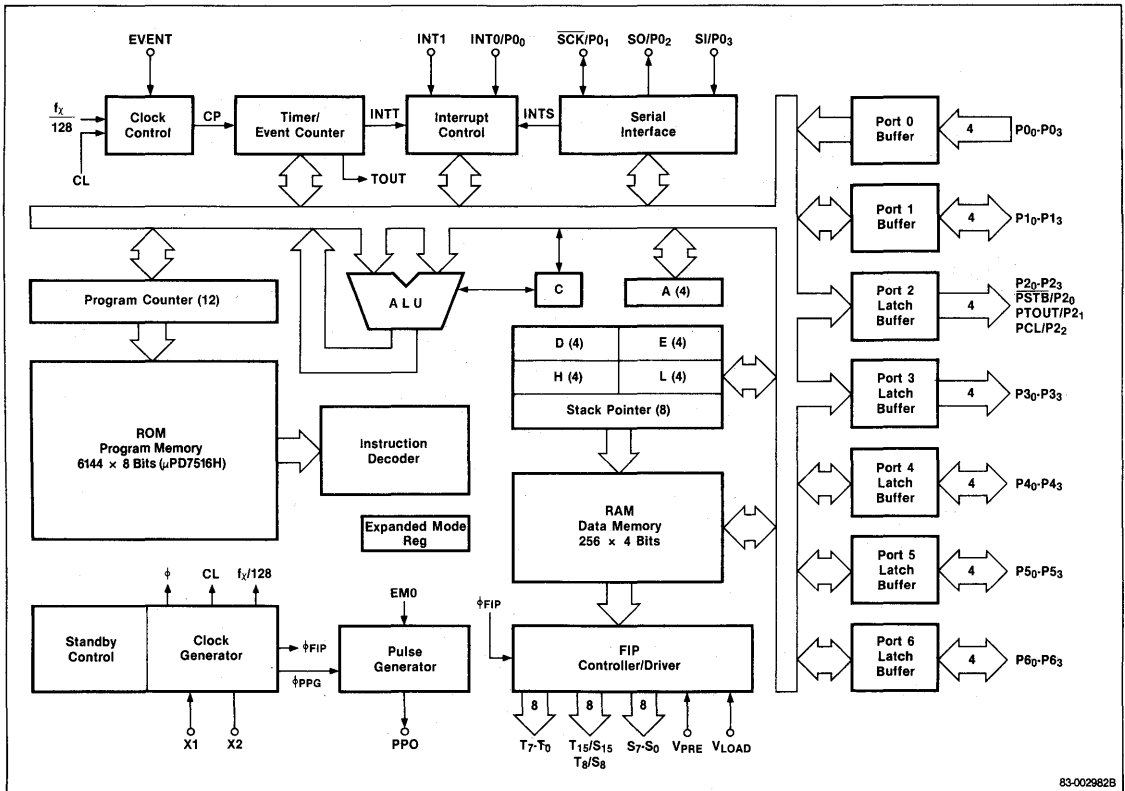 EVENT
INT1
INT0/P0₀
SCK/P0₁
SO/P0₂
SI/P0₃
fχ
128
CL
Clock
Control
CP
Timer/
Event Counter
INTT
TOUT
Interrupt
Control
INTS
Serial
Interface
Port 0
Buffer
4
P0₀-P0₃
Port 1
Buffer
4
P1₀-P1₃
Program Counter (12)
ALU
C
A (4)
Port 2
Latch
Buffer
4
P2₀-P2₃
PSTB/P2₀
PTOUT/P2₁
PCL/P2₂
D (4)
E (4)
H (4)
L (4)
Stack Pointer (8)
Port 3
Latch
Buffer
4
P3₀-P3₃
ROM
Program Memory
6144 × 8 Bits (μPD7516H)
Instruction
Decoder
RAM
Data Memory
256 × 4 Bits
Port 4
Latch
Buffer
4
P4₀-P4₃
Expanded Mode
Reg
Port 5
Latch
Buffer
4
P5₀-P5₃
ϕ
CL
fχ/128
Standby
Control
Clock
Generator
ϕFIP
ϕPPG
X1
X2
EM0
Pulse
Generator
PPO
ϕFIP
FIP
Controller/Driver
8
8
8
T₇-T₀
T₁₅/S₁₅
T₈/S₈
S₇-S₀
VPRE
VLOAD
Port 6
Latch
Buffer
4
P6₀-P6₃
83-002982B